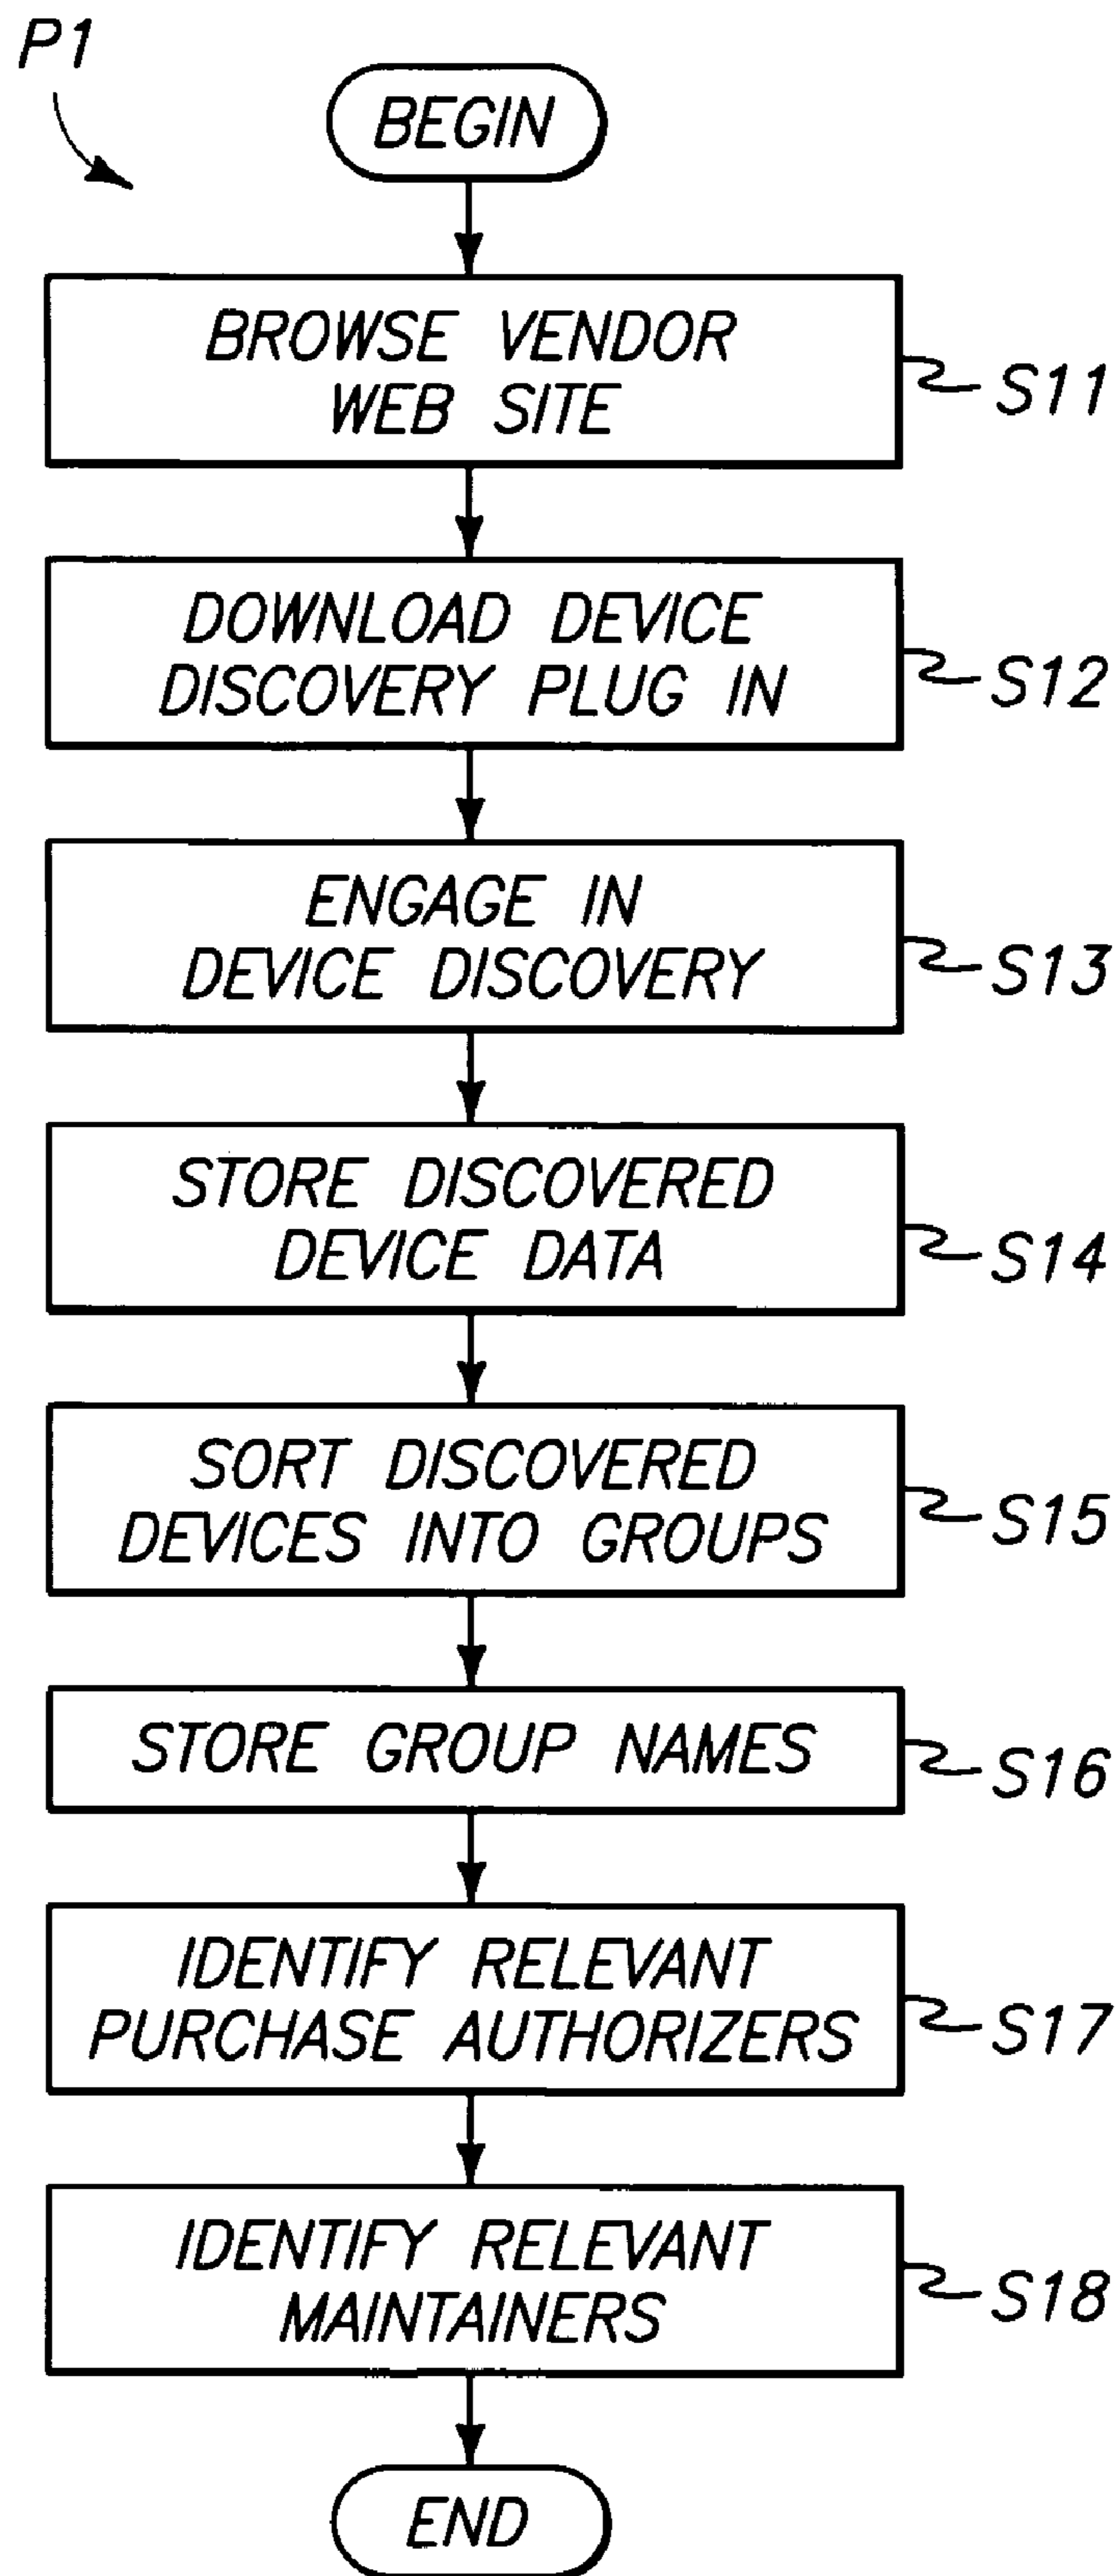 P1
BEGIN
BROWSE VENDOR
WEB SITE
S11
DOWNLOAD DEVICE
DISCOVERY PLUG IN
S12
ENGAGE IN
DEVICE DISCOVERY
S13
STORE DISCOVERED
DEVICE DATA
S14
SORT DISCOVERED
DEVICES INTO GROUPS
S15
STORE GROUP NAMES
S16
IDENTIFY RELEVANT
PURCHASE AUTHORIZERS
S17
IDENTIFY RELEVANT
MAINTAINERS
S18
END